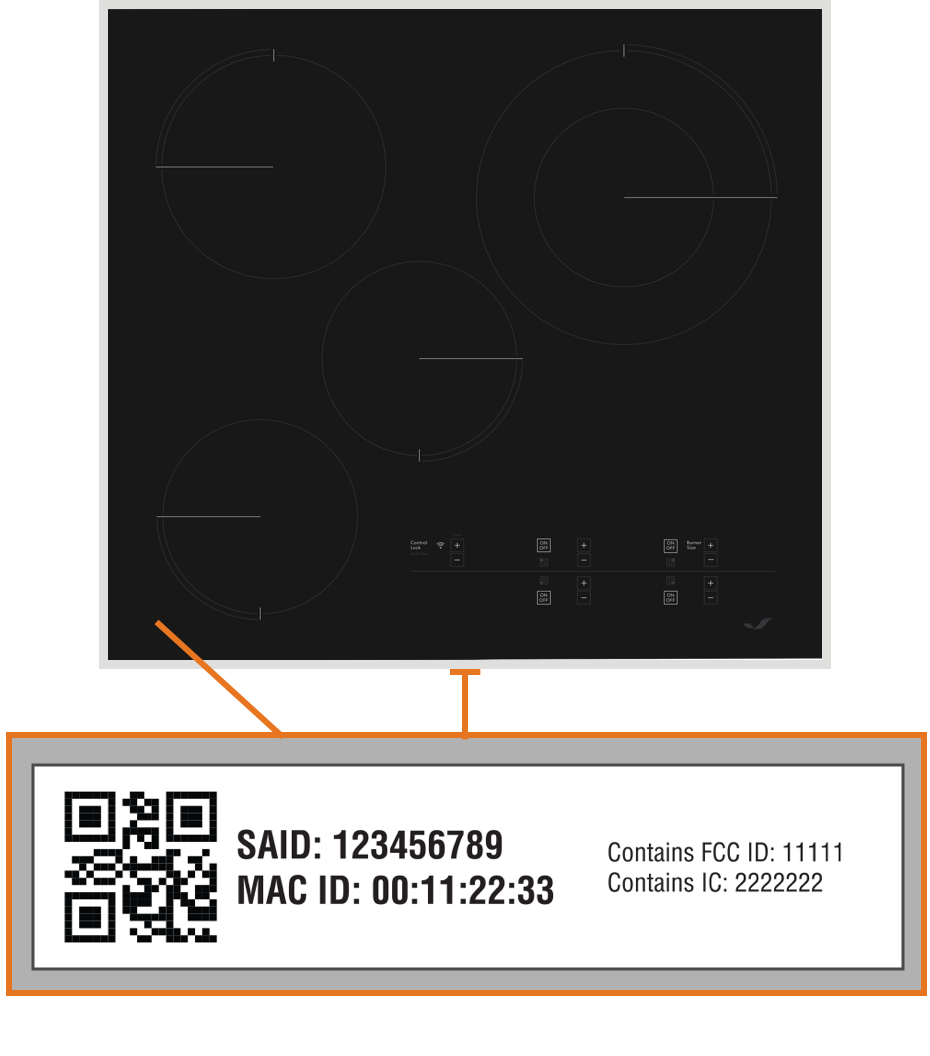 Control
Lock
+
−
ON
OFF
+
−
ON
OFF
Burner
Size
+
−
ON
OFF
+
−
ON
OFF
+
−
SAID: 123456789
MAC ID: 00:11:22:33
Contains FCC ID: 11111
Contains IC: 2222222